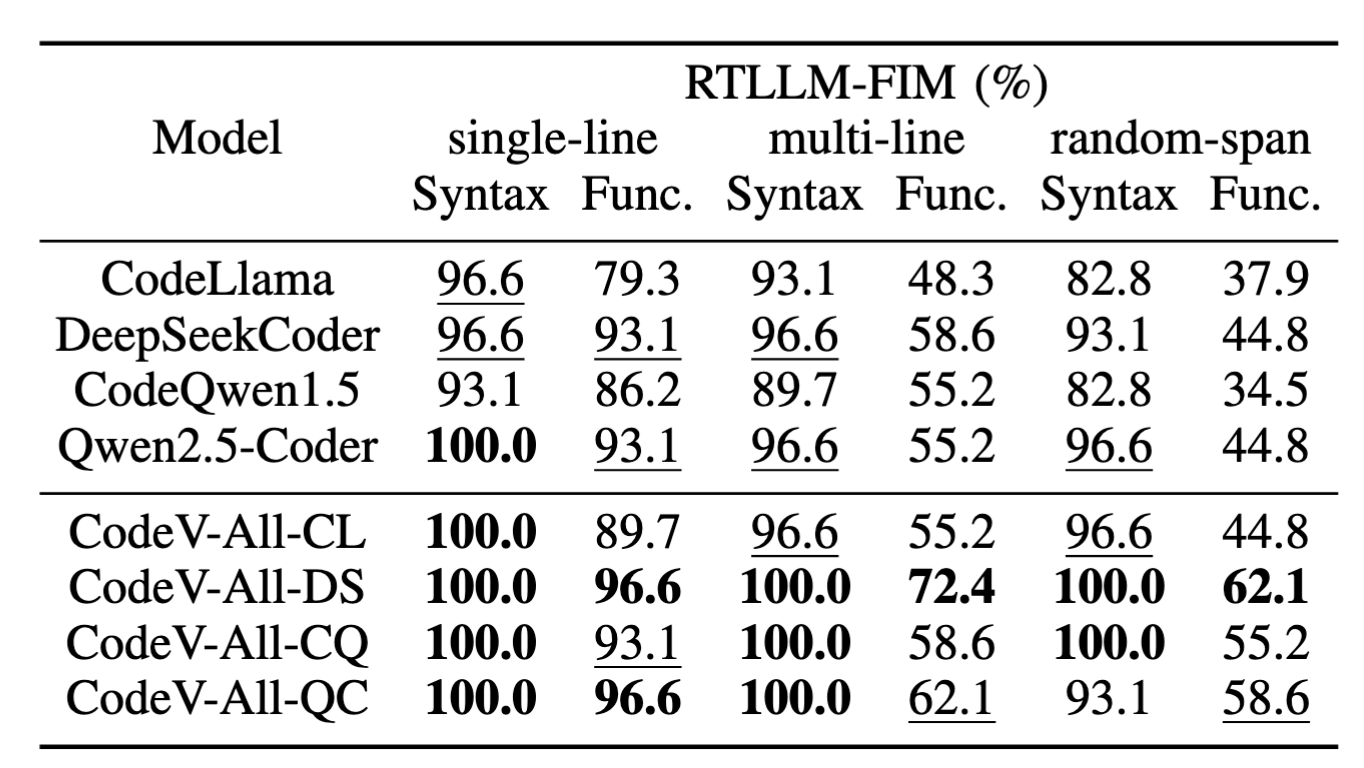 RTLLM-FIM (%)
Model single-line multi-line random-span
Syntax Func. Syntax Func. Syntax Func.
CodeLlama 96.6 79.3 93.1 48.3 82.8 37.9
DeepSeekCoder 96.6 93.1 96.6 58.6 93.1 44.8
CodeQwen1.5 93.1 86.2 89.7 55.2 82.8 34.5
Qwen2.5-Coder 100.0 93.1 96.6 55.2 96.6 44.8
CodeV-All-CL 100.0 89.7 96.6 55.2 96.6 44.8
CodeV-All-DS 100.0 96.6 100.0 72.4 100.0 62.1
CodeV-All-CQ 100.0 93.1 100.0 58.6 100.0 55.2
CodeV-All-QC 100.0 96.6 100.0 62.1 93.1 58.6